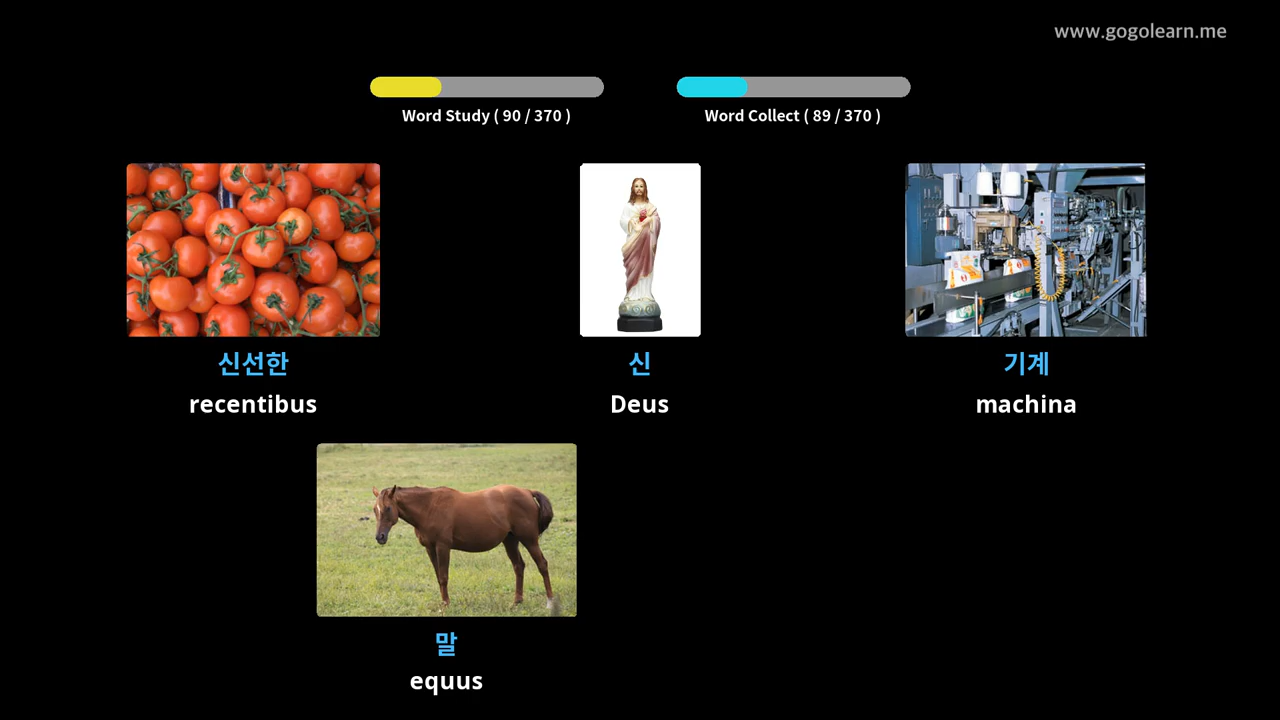 www.gogolearn.me
Word Study ( 90 / 370 )
Word Collect ( 89 / 370 )
신선한
recentibus
신
Deus
기계
machina
말
equus